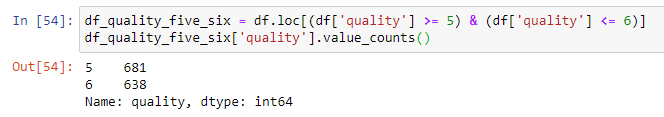 In [54]: df_quality_five_six = df.loc[(df['quality'] >= 5) & (df['quality'] <= 6)]
df_quality_five_six['quality'].value_counts()
Out[54]: 5    681
6    638
Name: quality, dtype: int64